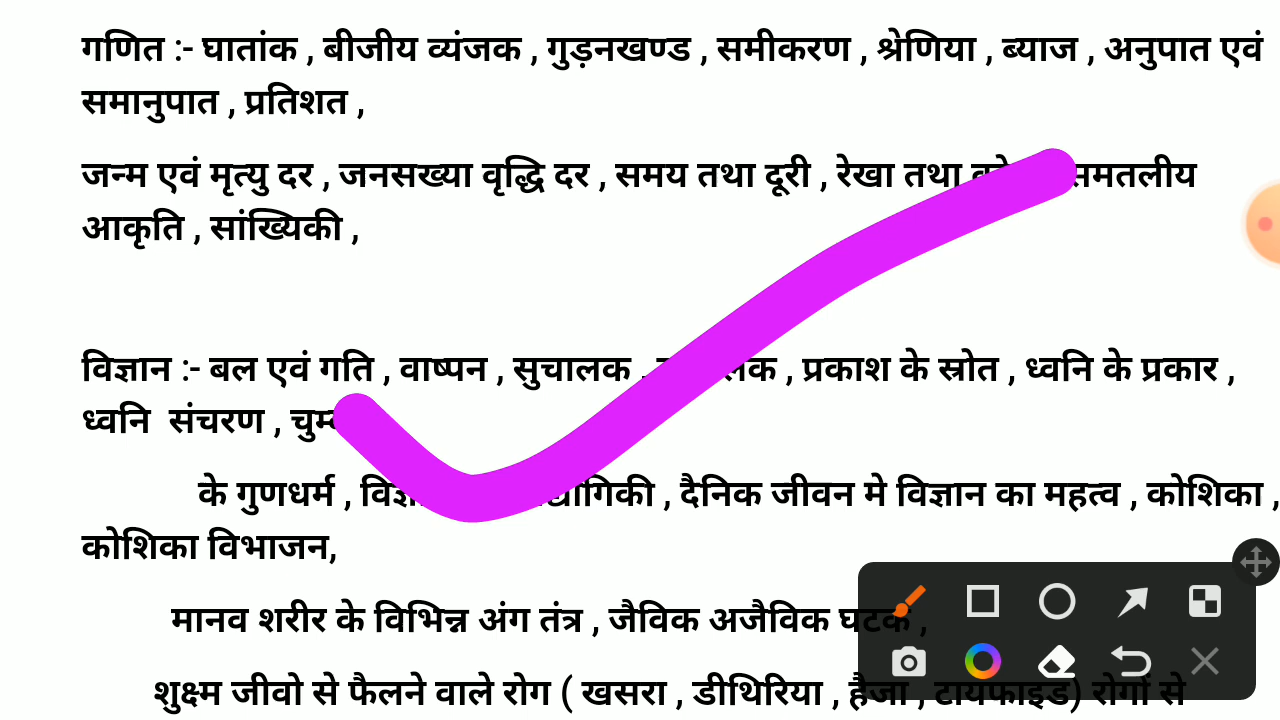 गणित :- घातांक , बीजीय व्यंजक , गुड़नखण्ड , समीकरण , श्रेणिया , ब्याज , अनुपात एवं
समानुपात , प्रतिशत ,
जन्म एवं मृत्यु दर , जनसख्या वृद्धि दर , समय तथा दूरी , रेखा तथा समतलीय
आकृति , सांख्यिकी ,
विज्ञान :- बल एवं गति , वाष्पन , सुचालक , प्रकाश के स्रोत , ध्वनि के प्रकार ,
ध्वनि संचरण ,
के गुणधर्म , दैनिक जीवन मे विज्ञान का महत्व , कोशिका ,
कोशिका विभाजन,
मानव शरीर के विभिन्न अंग तंत्र , जैविक अजैविक घटक ,
शुक्ष्म जीवो से फैलने वाले रोग ( खसरा , डीथिरिया , हैजा , टायफाइड) रोगों से